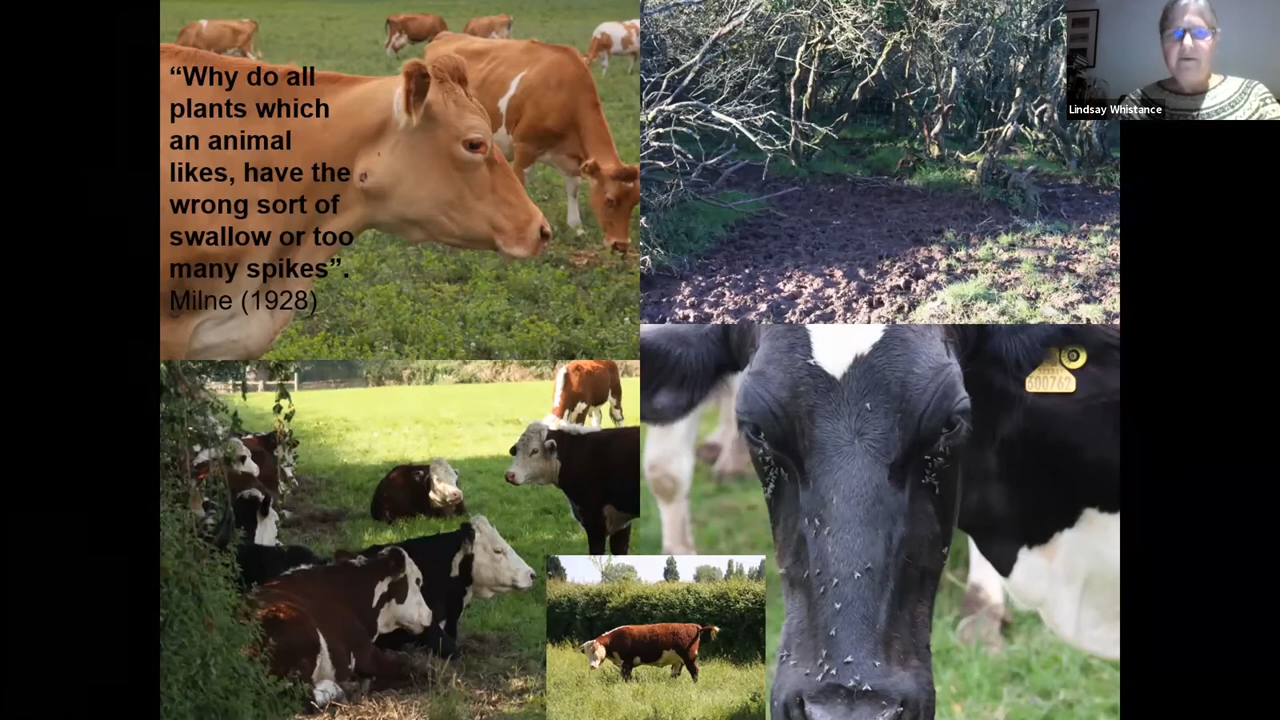 “Why do all
plants which
an animal
likes, have the
wrong sort of
swallow or too
many spikes”.
Milne (1928)
Lindsay Whistance
300762